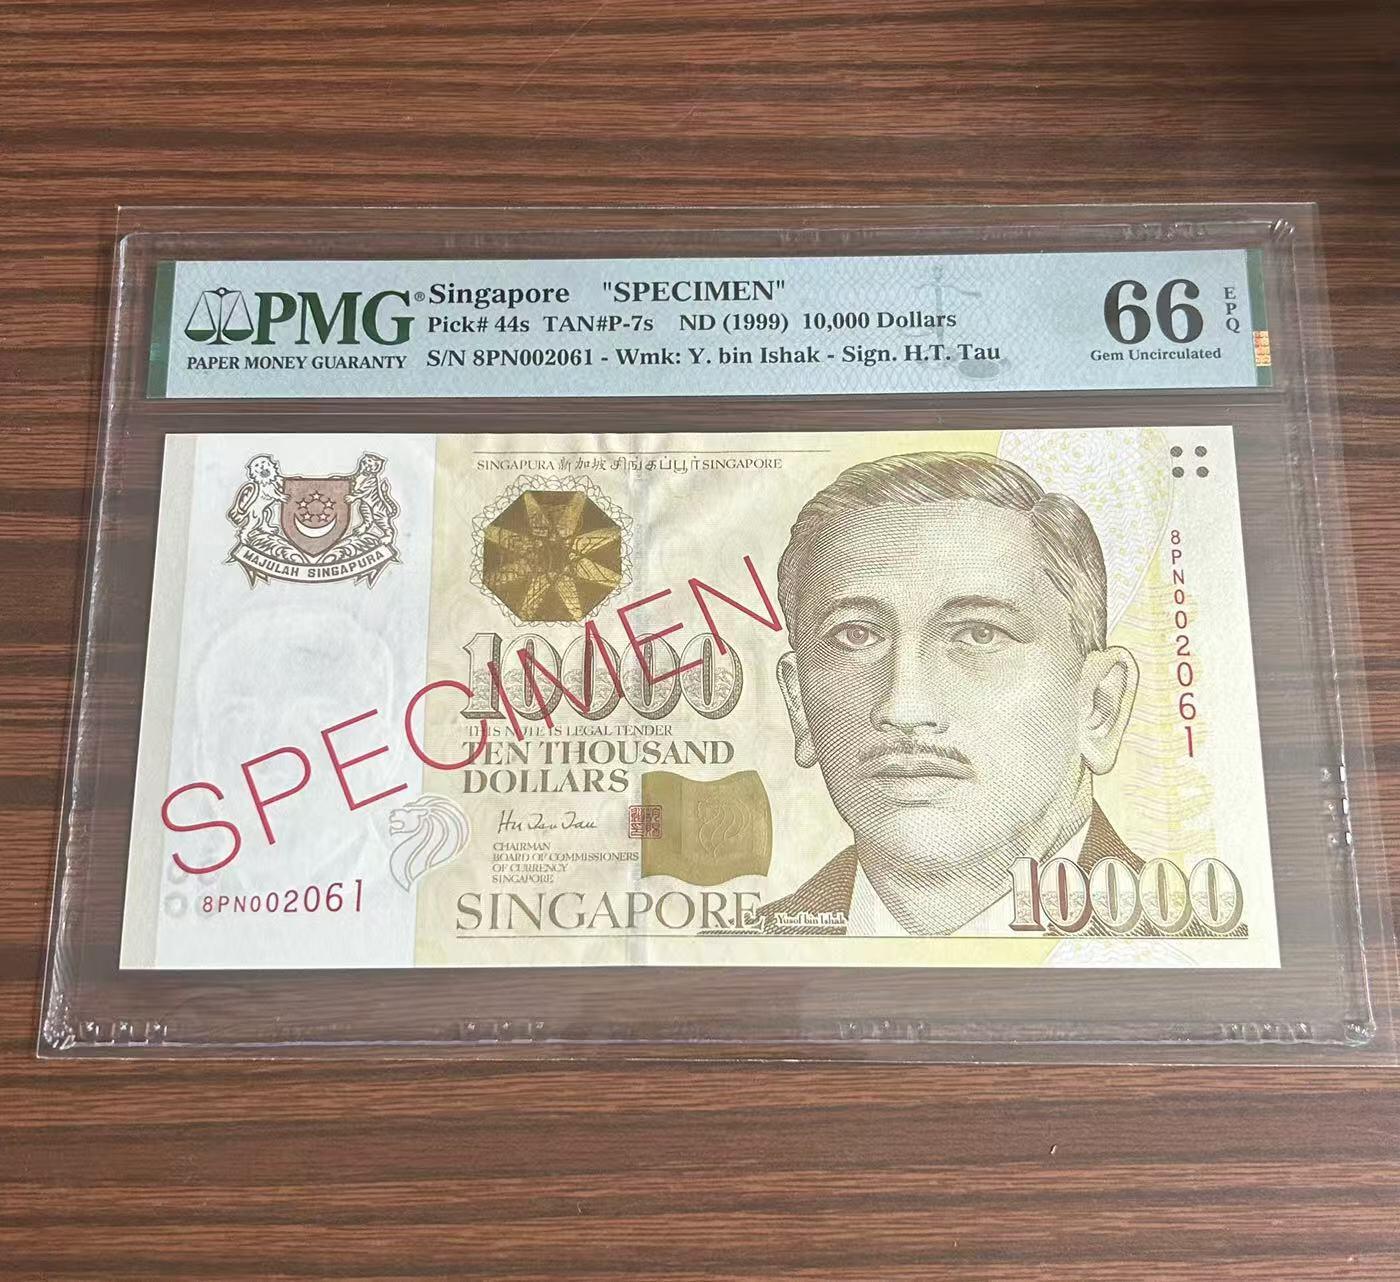 PMG®
PAPER MONEY GUARANTY
Singapore "SPECIMEN"
Pick# 44s TAN#P-7s ND (1999) 10,000 Dollars
S/N 8PN002061 - Wmk: Y. bin Ishak - Sign. H.T. Tau
66
EPQ
Gem Uncirculated
SINGAPURA 新加坡 சிங்கப்பூர் SINGAPORE
MAJULAH SINGAPURA
8PN002061
SPECIMEN
10000
THIS NOTE IS LEGAL TENDER
TEN THOUSAND
DOLLARS
CHAIRMAN
BOARD OF COMMISSIONERS
OF CURRENCY
SINGAPORE
8PN002061
SINGAPORE
Yusof bin Ishak
10000